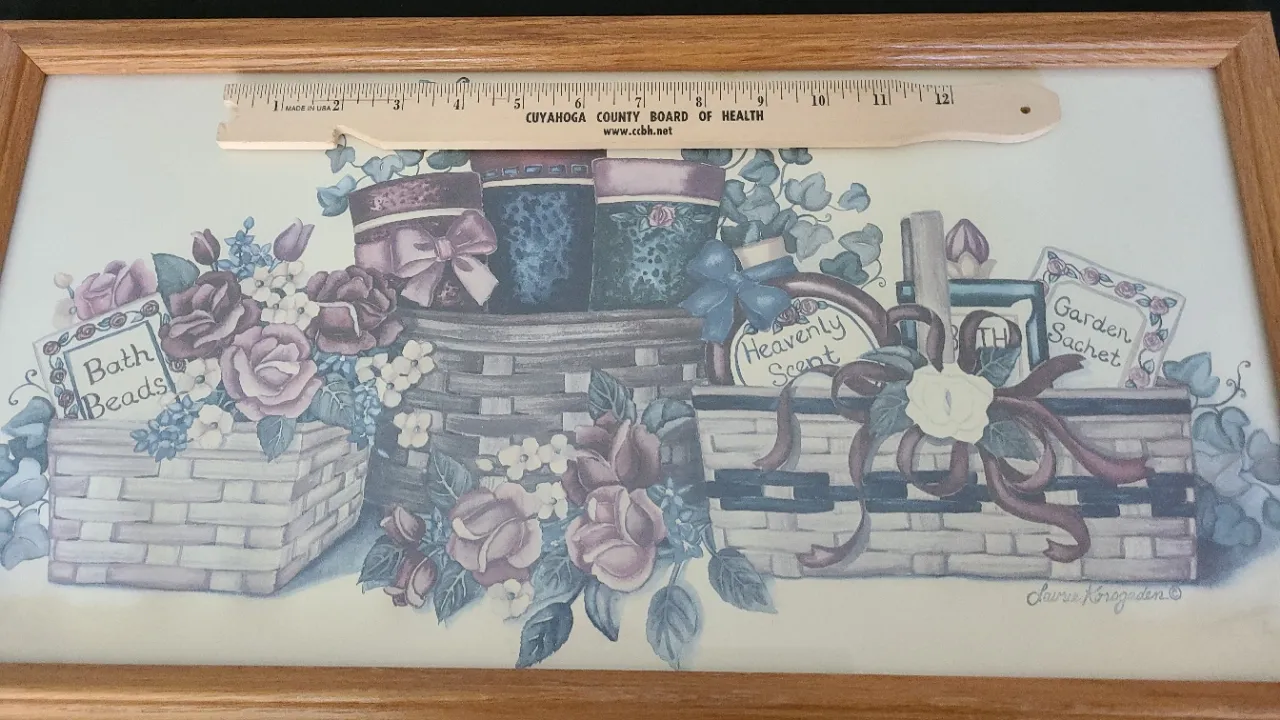 1 2 3 4 5 6 7 8 9 10 11 12
MADE IN USA
CUYAHOGA COUNTY BOARD OF HEALTH
www.ccbh.net
Bath
Beads
Heavenly
Scent
BATH
Garden
Sachet
Laurie Korsgaden ©